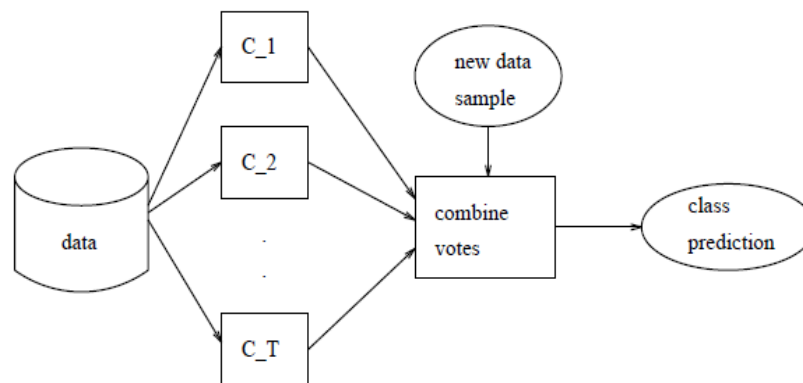 C_1
new data
sample
C_2
data
combine
votes
class
prediction
.
.
C_T